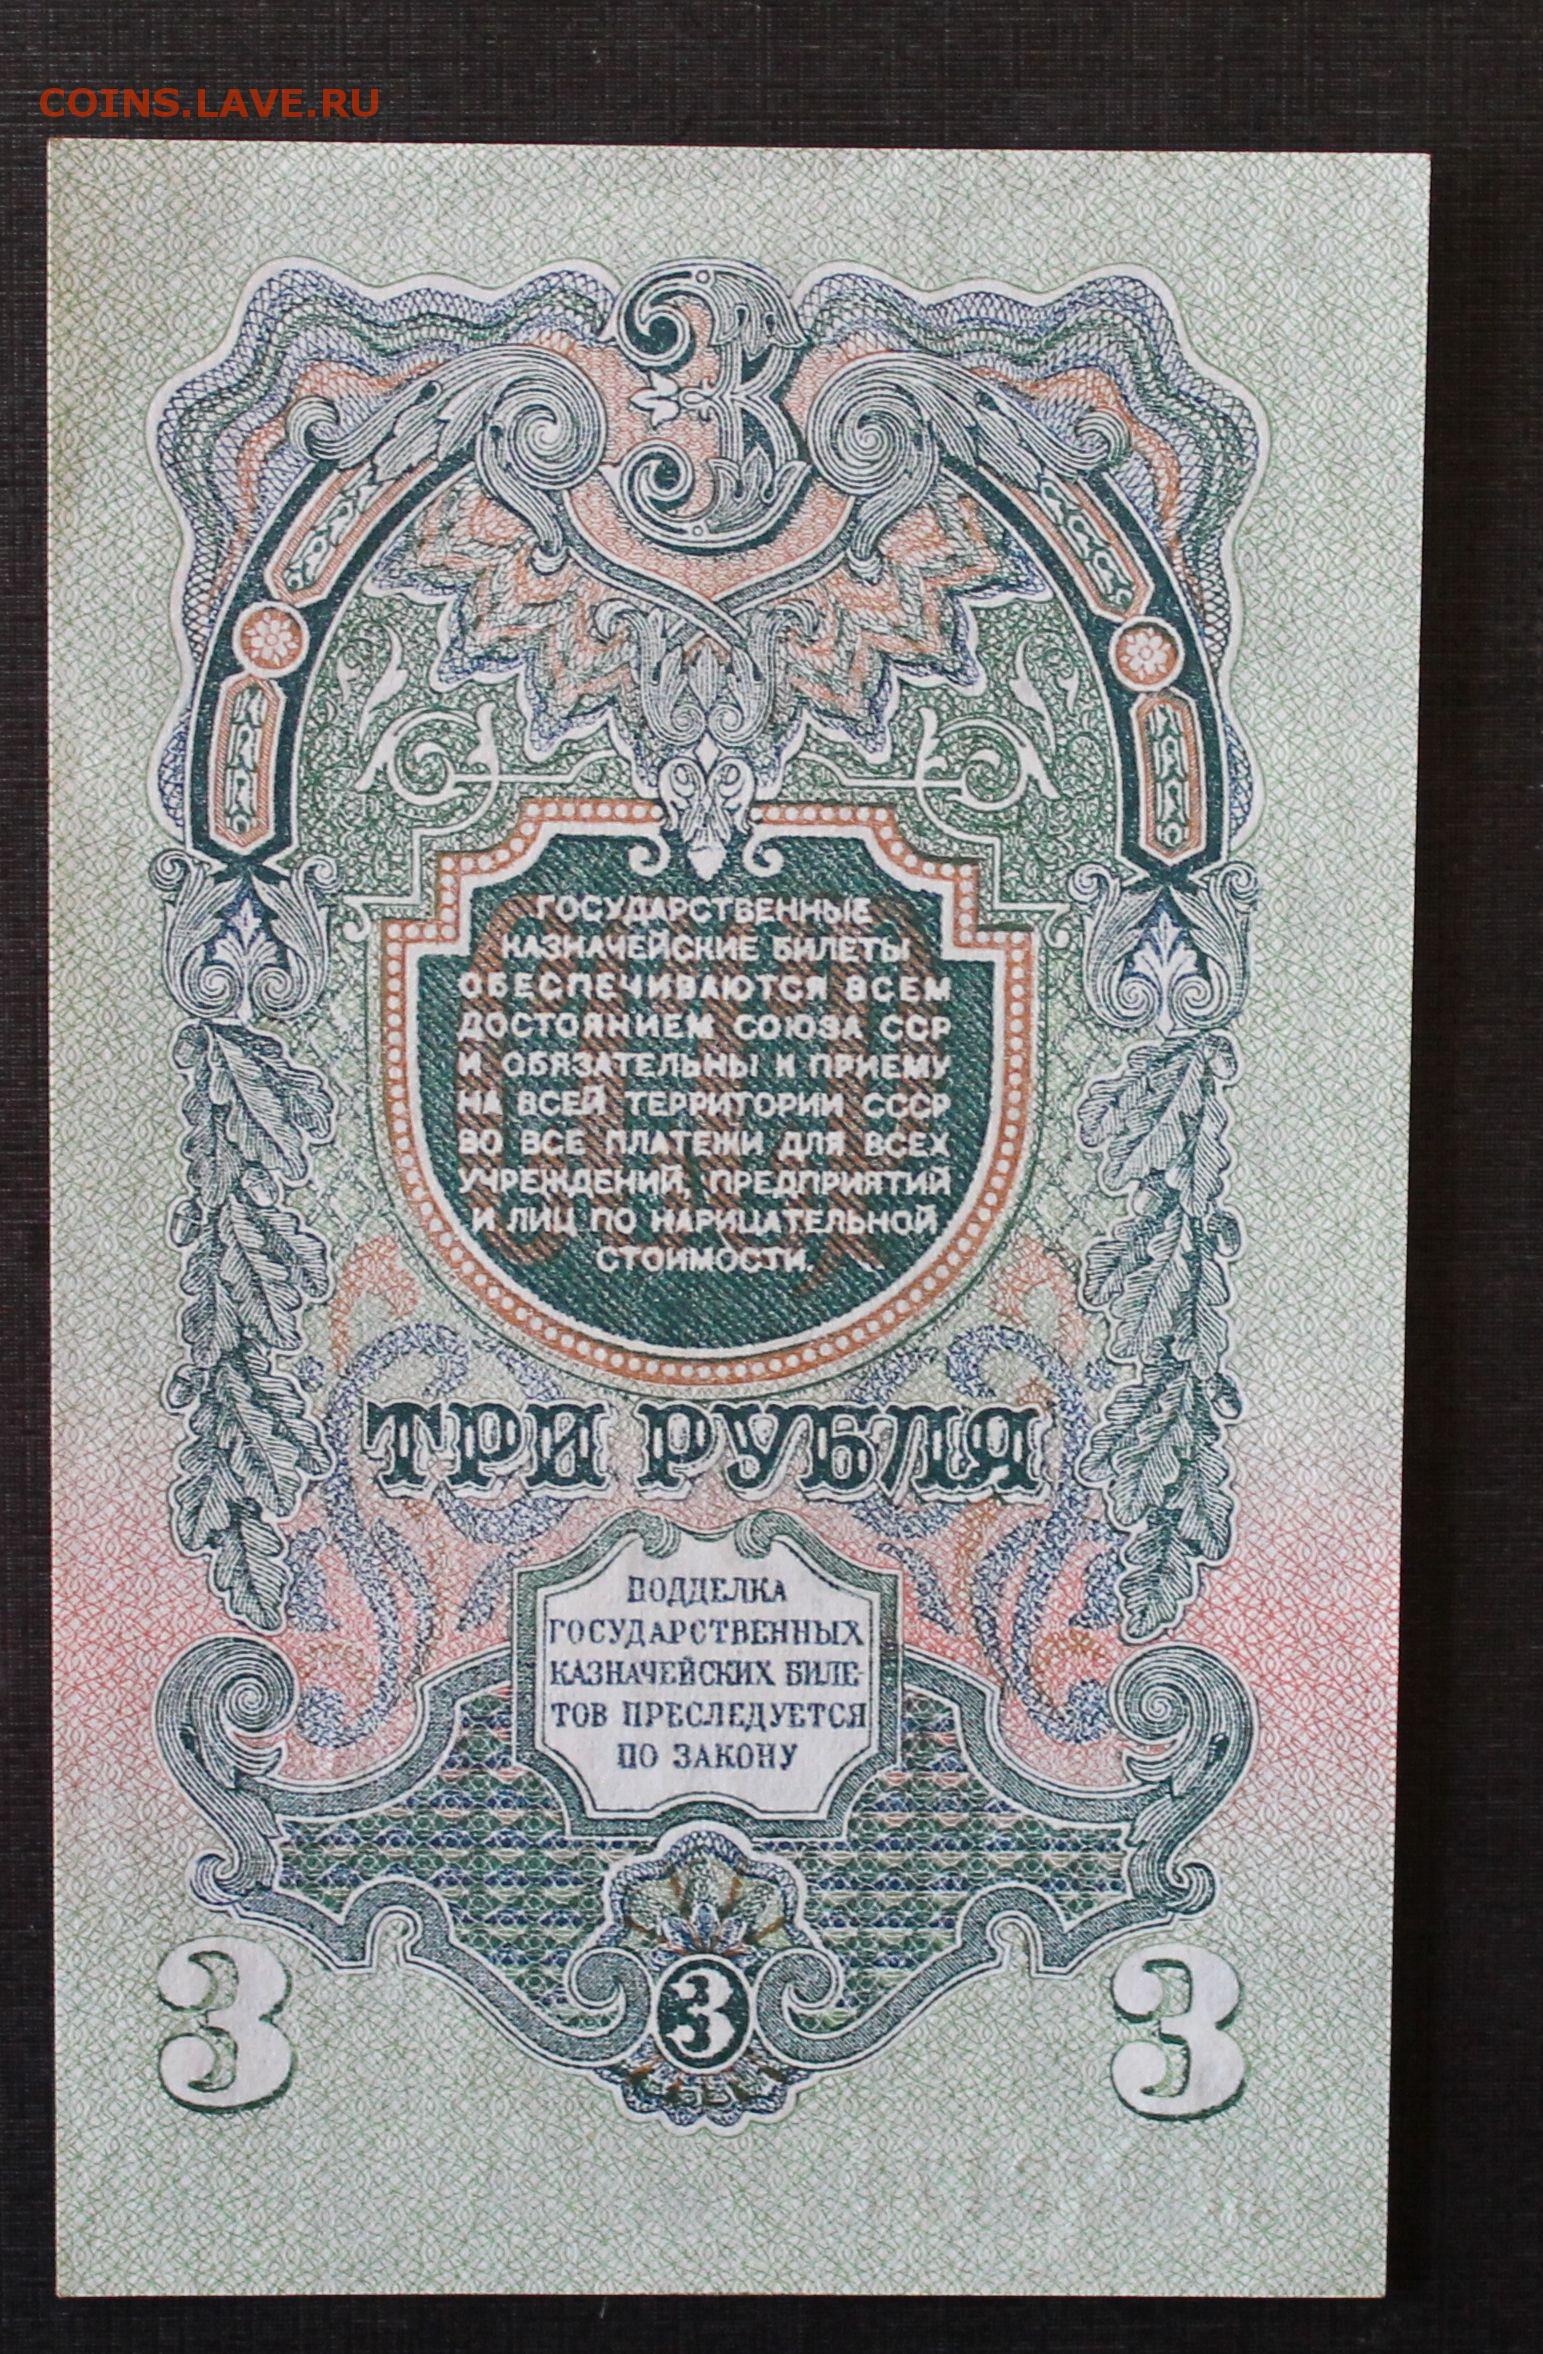 COINS.LAVE.RU
3
ГОСУДАРСТВЕННЫЕ
КАЗНАЧЕЙСКИЕ БИЛЕТЫ
ОБЕСПЕЧИВАЮТСЯ ВСЕМ
ДОСТОЯНИЕМ СОЮЗА ССР
И ОБЯЗАТЕЛЬНЫ К ПРИЕМУ
НА ВСЕЙ ТЕРРИТОРИИ СССР
ВО ВСЕ ПЛАТЕЖИ ДЛЯ ВСЕХ
УЧРЕЖДЕНИЙ, ПРЕДПРИЯТИЙ
И ЛИЦ ПО НАРИЦАТЕЛЬНОЙ
СТОИМОСТИ.
ТРИ РУБЛЯ
ПОДДЕЛКА
ГОСУДАРСТВЕННЫХ
КАЗНАЧЕЙСКИХ БИЛЕ-
ТОВ ПРЕСЛЕДУЕТСЯ
ПО ЗАКОНУ
3 3 3